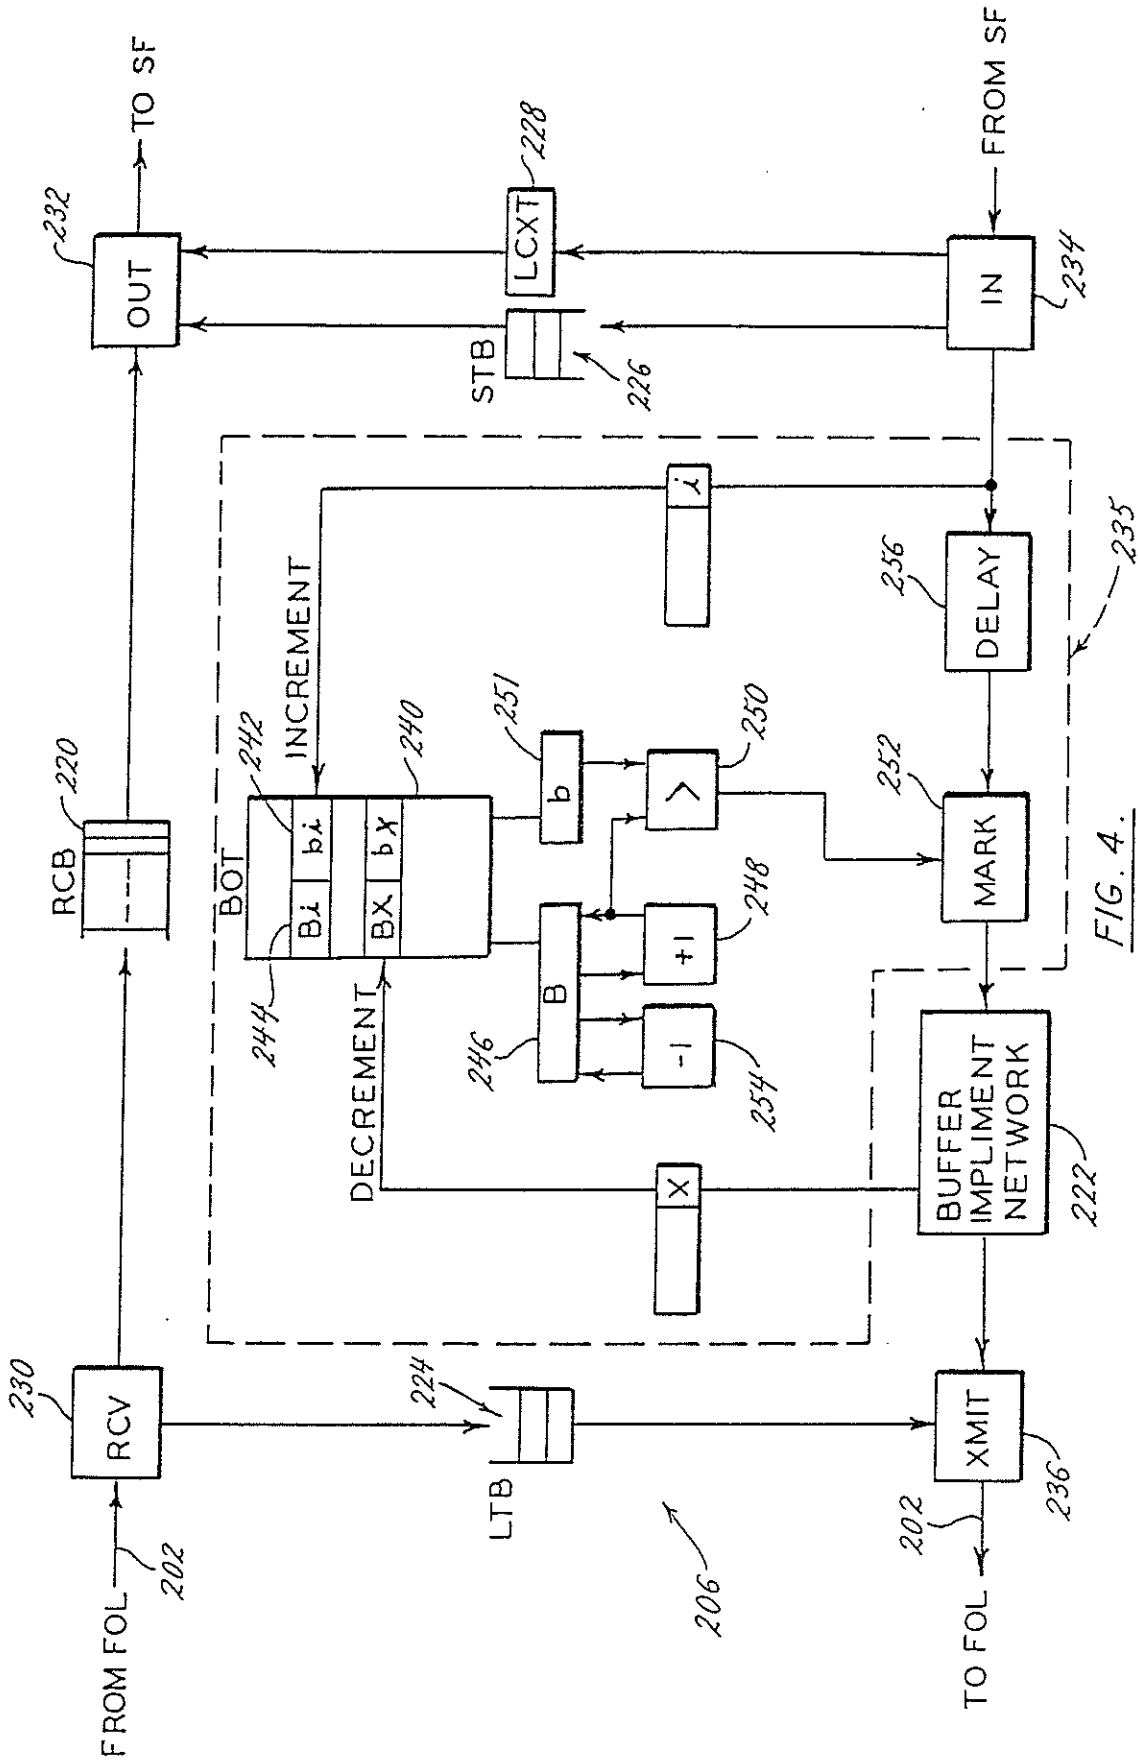 FROM FOL
202
RCV
230
RCB
220
OUT
232
TO SF
LTB
224
206
BOT
Bi
bi
BX
bX
244
242
240
INCREMENT
DECREMENT
B
246
b
251
-1
254
+1
248
>
250
X
i
STB
226
LCXT
228
TO FOL
202
XMIT
236
BUFFER
IMPLIMENT
NETWORK
222
MARK
252
DELAY
256
IN
234
FROM SF
235
FIG. 4.